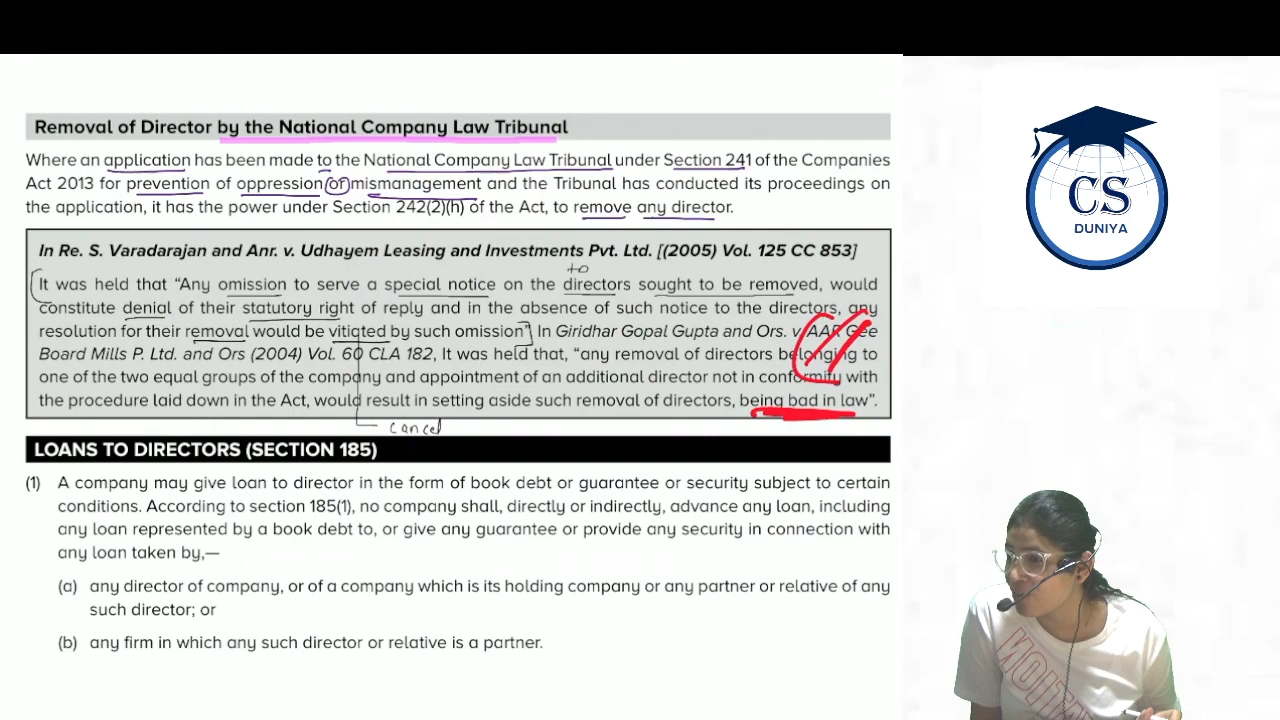 Removal of Director by the National Company Law Tribunal
Where an application has been made to the National Company Law Tribunal under Section 241 of the Companies
Act 2013 for prevention of oppression or mismanagement and the Tribunal has conducted its proceedings on
the application, it has the power under Section 242(2)(h) of the Act, to remove any director.
In Re. S. Varadarajan and Anr. v. Udhayem Leasing and Investments Pvt. Ltd. [(2005) Vol. 125 CC 853]
to
It was held that “Any omission to serve a special notice on the directors sought to be removed, would
constitute denial of their statutory right of reply and in the absence of such notice to the directors, any
resolution for their removal would be vitiated by such omission”. In Giridhar Gopal Gupta and Ors. v. AAR Gee
Board Mills P. Ltd. and Ors (2004) Vol. 60 CLA 182, It was held that, “any removal of directors belonging to
one of the two equal groups of the company and appointment of an additional director not in conformity with
the procedure laid down in the Act, would result in setting aside such removal of directors, being bad in law”.
cancel
LOANS TO DIRECTORS (SECTION 185)
(1) A company may give loan to director in the form of book debt or guarantee or security subject to certain
conditions. According to section 185(1), no company shall, directly or indirectly, advance any loan, including
any loan represented by a book debt to, or give any guarantee or provide any security in connection with
any loan taken by,—
(a) any director of company, or of a company which is its holding company or any partner or relative of any
such director; or
(b) any firm in which any such director or relative is a partner.
CS
DUNIYA